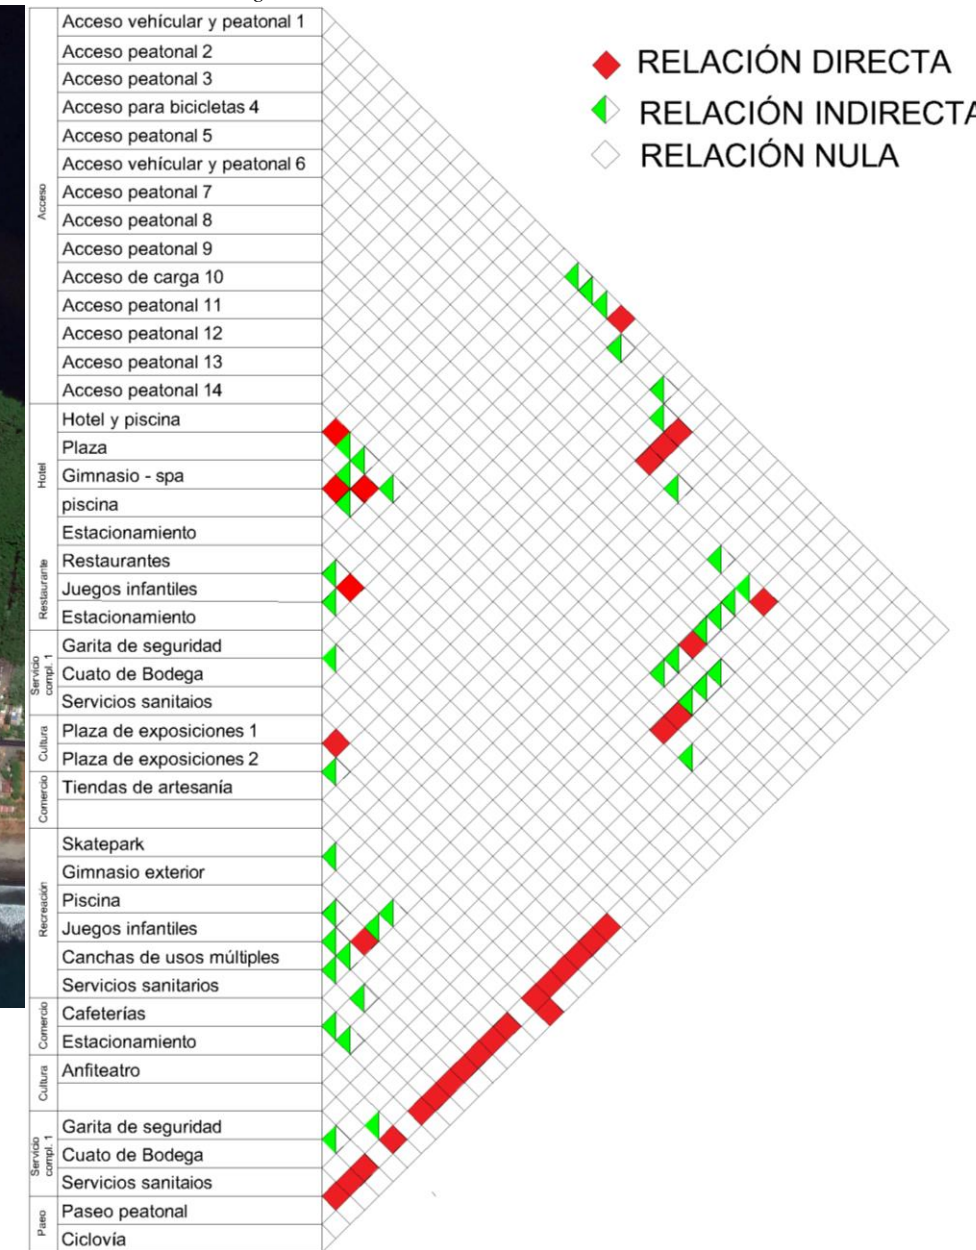 Acceso vehícular y peatonal 1
Acceso peatonal 2
Acceso peatonal 3
Acceso para bicicletas 4
Acceso peatonal 5
Acceso vehícular y peatonal 6
Acceso peatonal 7
Acceso peatonal 8
Acceso peatonal 9
Acceso de carga 10
Acceso peatonal 11
Acceso peatonal 12
Acceso peatonal 13
Acceso peatonal 14
Acceso
Hotel y piscina
Plaza
Gimnasio - spa
piscina
Estacionamiento
Hotel
Restaurantes
Juegos infantiles
Estacionamiento
Restaurante
Garita de seguridad
Cuato de Bodega
Servicios sanitaios
Servicio
compl. 1
Plaza de exposiciones 1
Plaza de exposiciones 2
Cultura
Tiendas de artesanía
Comercio
Skatepark
Gimnasio exterior
Piscina
Juegos infantiles
Canchas de usos múltiples
Servicios sanitarios
Recreación
Cafeterías
Estacionamiento
Comercio
Anfiteatro
Cultura
Garita de seguridad
Cuato de Bodega
Servicios sanitaios
Servicio
compl. 1
Paseo peatonal
Ciclovía
Paeo
RELACIÓN DIRECTA
RELACIÓN INDIRECTA
RELACIÓN NULA